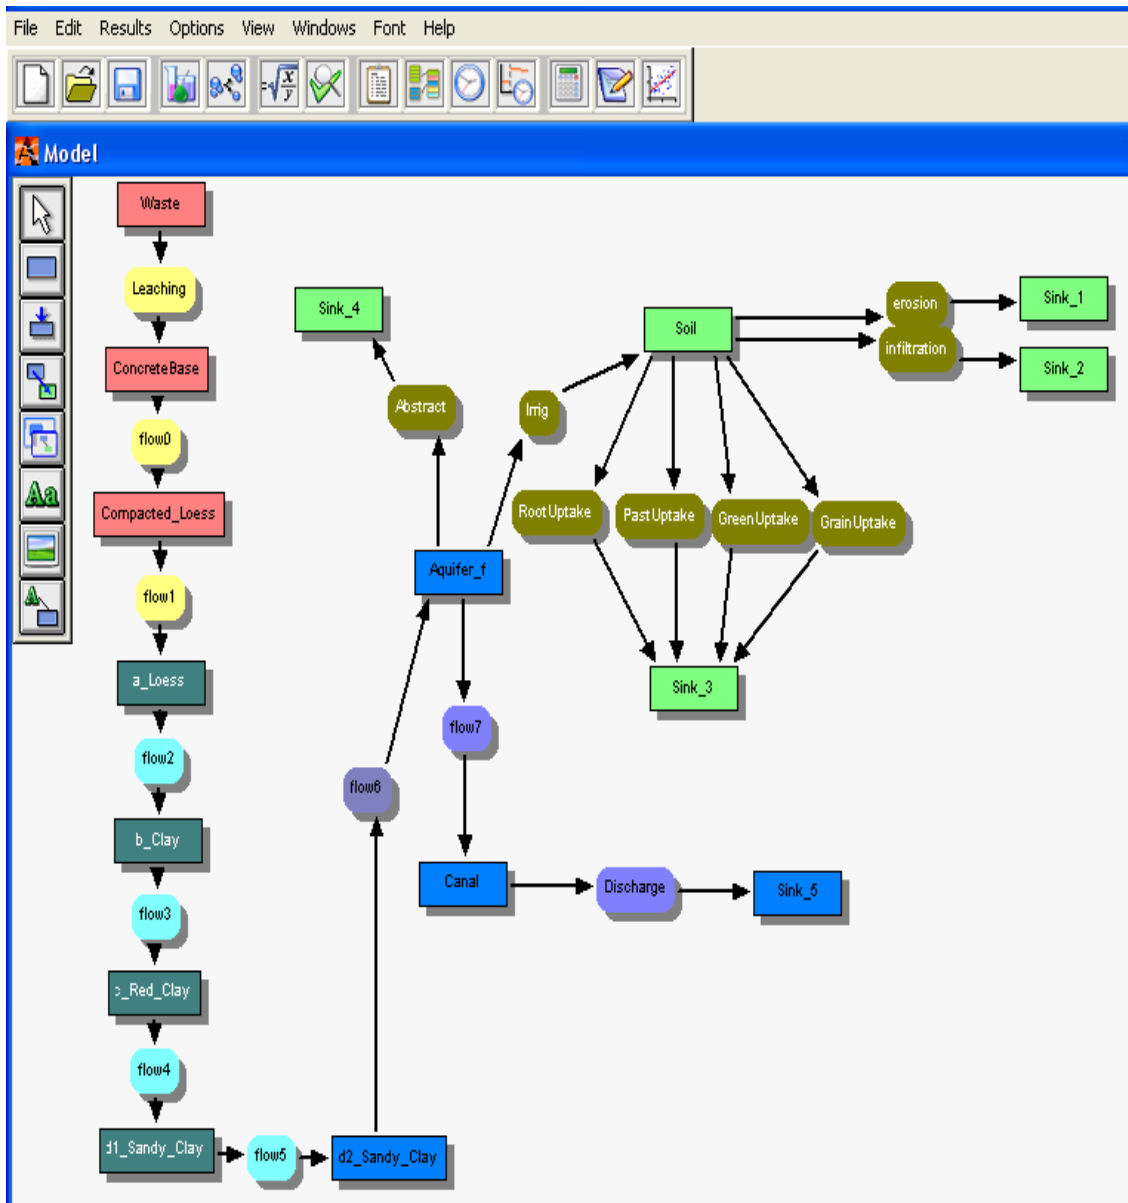 File Edit Results Options View Windows Font Help
Model
Waste
Leaching
ConcreteBase
flow0
Compacted_Loess
flow1
a_Loess
flow2
b_Clay
flow3
c_Red_Clay
flow4
d1_Sandy_Clay
flow5
d2_Sandy_Clay
flow6
Aquifer_f
Abstract
Sink_4
Irrig
Soil
erosion
Sink_1
infiltration
Sink_2
RootUptake
PastUptake
GreenUptake
GrainUptake
Sink_3
flow7
Canal
Discharge
Sink_5
Aa
A